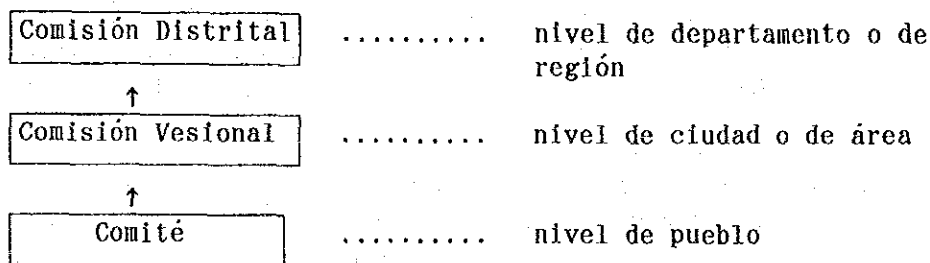 Comisión Distrital .......... nivel de departamento o de
región
↑
Comisión Vesional .......... nivel de ciudad o de área
↑
Comité .......... nivel de pueblo